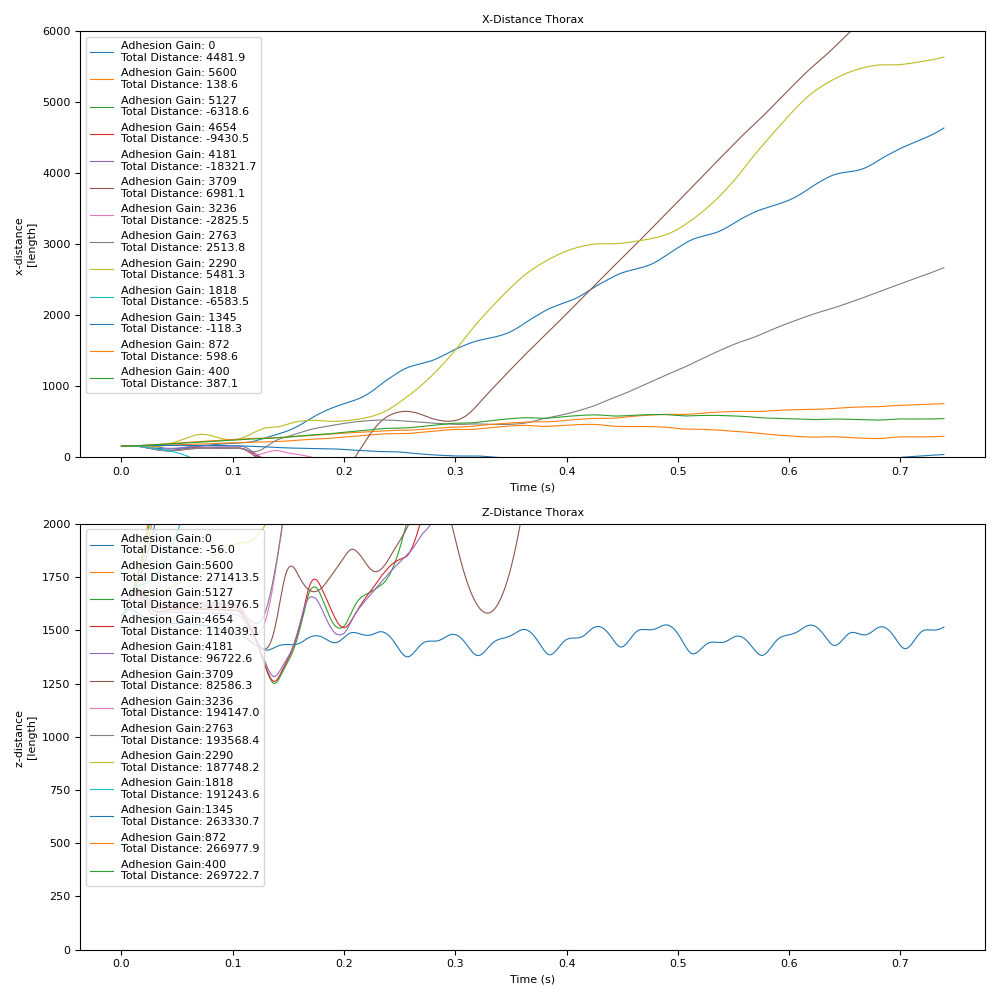 X-Distance Thorax
6000
5000
4000
3000
2000
1000
0
x-distance
[length]
Adhesion Gain: 0
Total Distance: 4481.9
Adhesion Gain: 5600
Total Distance: 138.6
Adhesion Gain: 5127
Total Distance: -6318.6
Adhesion Gain: 4654
Total Distance: -9430.5
Adhesion Gain: 4181
Total Distance: -18321.7
Adhesion Gain: 3709
Total Distance: 6981.1
Adhesion Gain: 3236
Total Distance: -2825.5
Adhesion Gain: 2763
Total Distance: 2513.8
Adhesion Gain: 2290
Total Distance: 5481.3
Adhesion Gain: 1818
Total Distance: -6583.5
Adhesion Gain: 1345
Total Distance: -118.3
Adhesion Gain: 872
Total Distance: 598.6
Adhesion Gain: 400
Total Distance: 387.1
0.0 0.1 0.2 0.3 0.4 0.5 0.6 0.7
Time (s)
Z-Distance Thorax
2000
1750
1500
1250
1000
750
500
250
0
z-distance
[length]
Adhesion Gain:0
Total Distance: -56.0
Adhesion Gain:5600
Total Distance: 271413.5
Adhesion Gain:5127
Total Distance: 111976.5
Adhesion Gain:4654
Total Distance: 114039.1
Adhesion Gain:4181
Total Distance: 96722.6
Adhesion Gain:3709
Total Distance: 82586.3
Adhesion Gain:3236
Total Distance: 194147.0
Adhesion Gain:2763
Total Distance: 193568.4
Adhesion Gain:2290
Total Distance: 187748.2
Adhesion Gain:1818
Total Distance: 191243.6
Adhesion Gain:1345
Total Distance: 263330.7
Adhesion Gain:872
Total Distance: 266977.9
Adhesion Gain:400
Total Distance: 269722.7
0.0 0.1 0.2 0.3 0.4 0.5 0.6 0.7
Time (s)